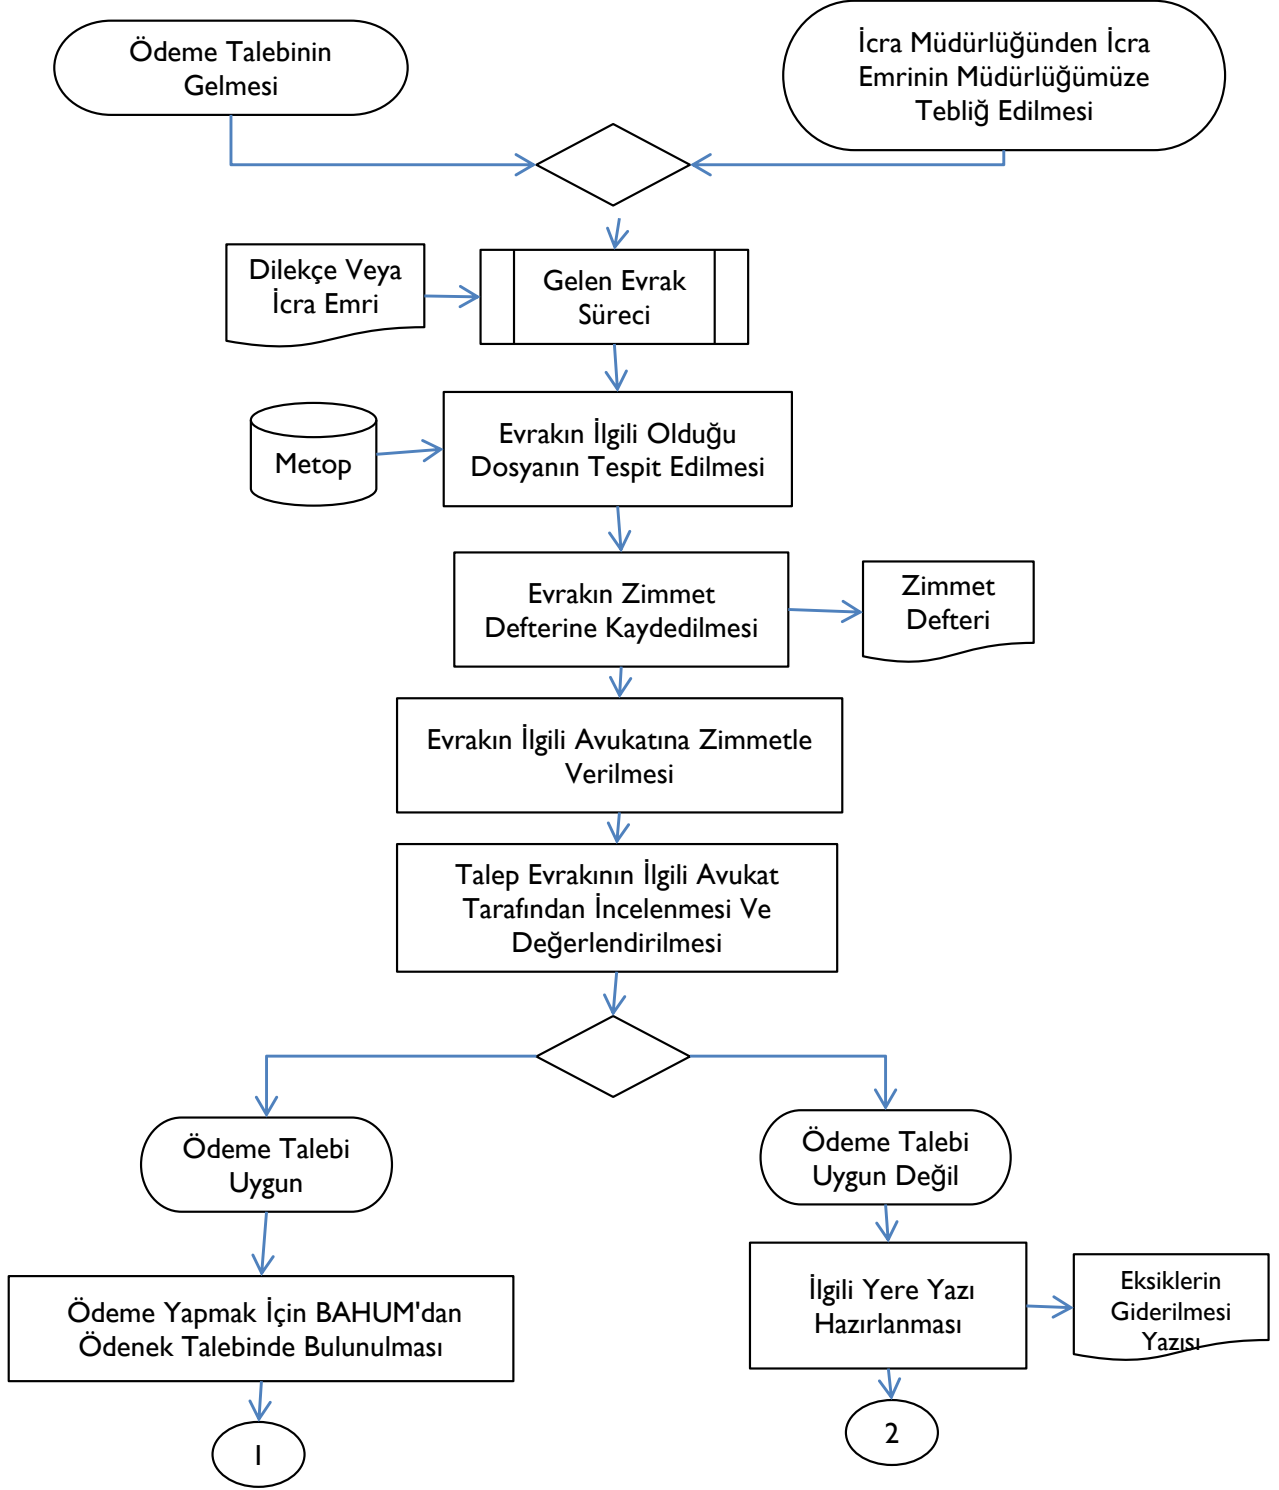 Ödeme Talebinin
Gelmesi
İcra Müdürlüğünden İcra
Emrinin Müdürlüğümüze
Tebliğ Edilmesi
Dilekçe Veya
İcra Emri
Gelen Evrak
Süreci
Metop
Evrakın İlgili Olduğu
Dosyanın Tespit Edilmesi
Evrakın Zimmet
Defterine Kaydedilmesi
Zimmet
Defteri
Evrakın İlgili Avukatına Zimmetle
Verilmesi
Talep Evrakının İlgili Avukat
Tarafından İncelenmesi Ve
Değerlendirilmesi
Ödeme Talebi
Uygun
Ödeme Talebi
Uygun Değil
Ödeme Yapmak İçin BAHUM'dan
Ödenek Talebinde Bulunulması
İlgili Yere Yazı
Hazırlanması
Eksiklerin
Giderilmesi
Yazısı
1
2